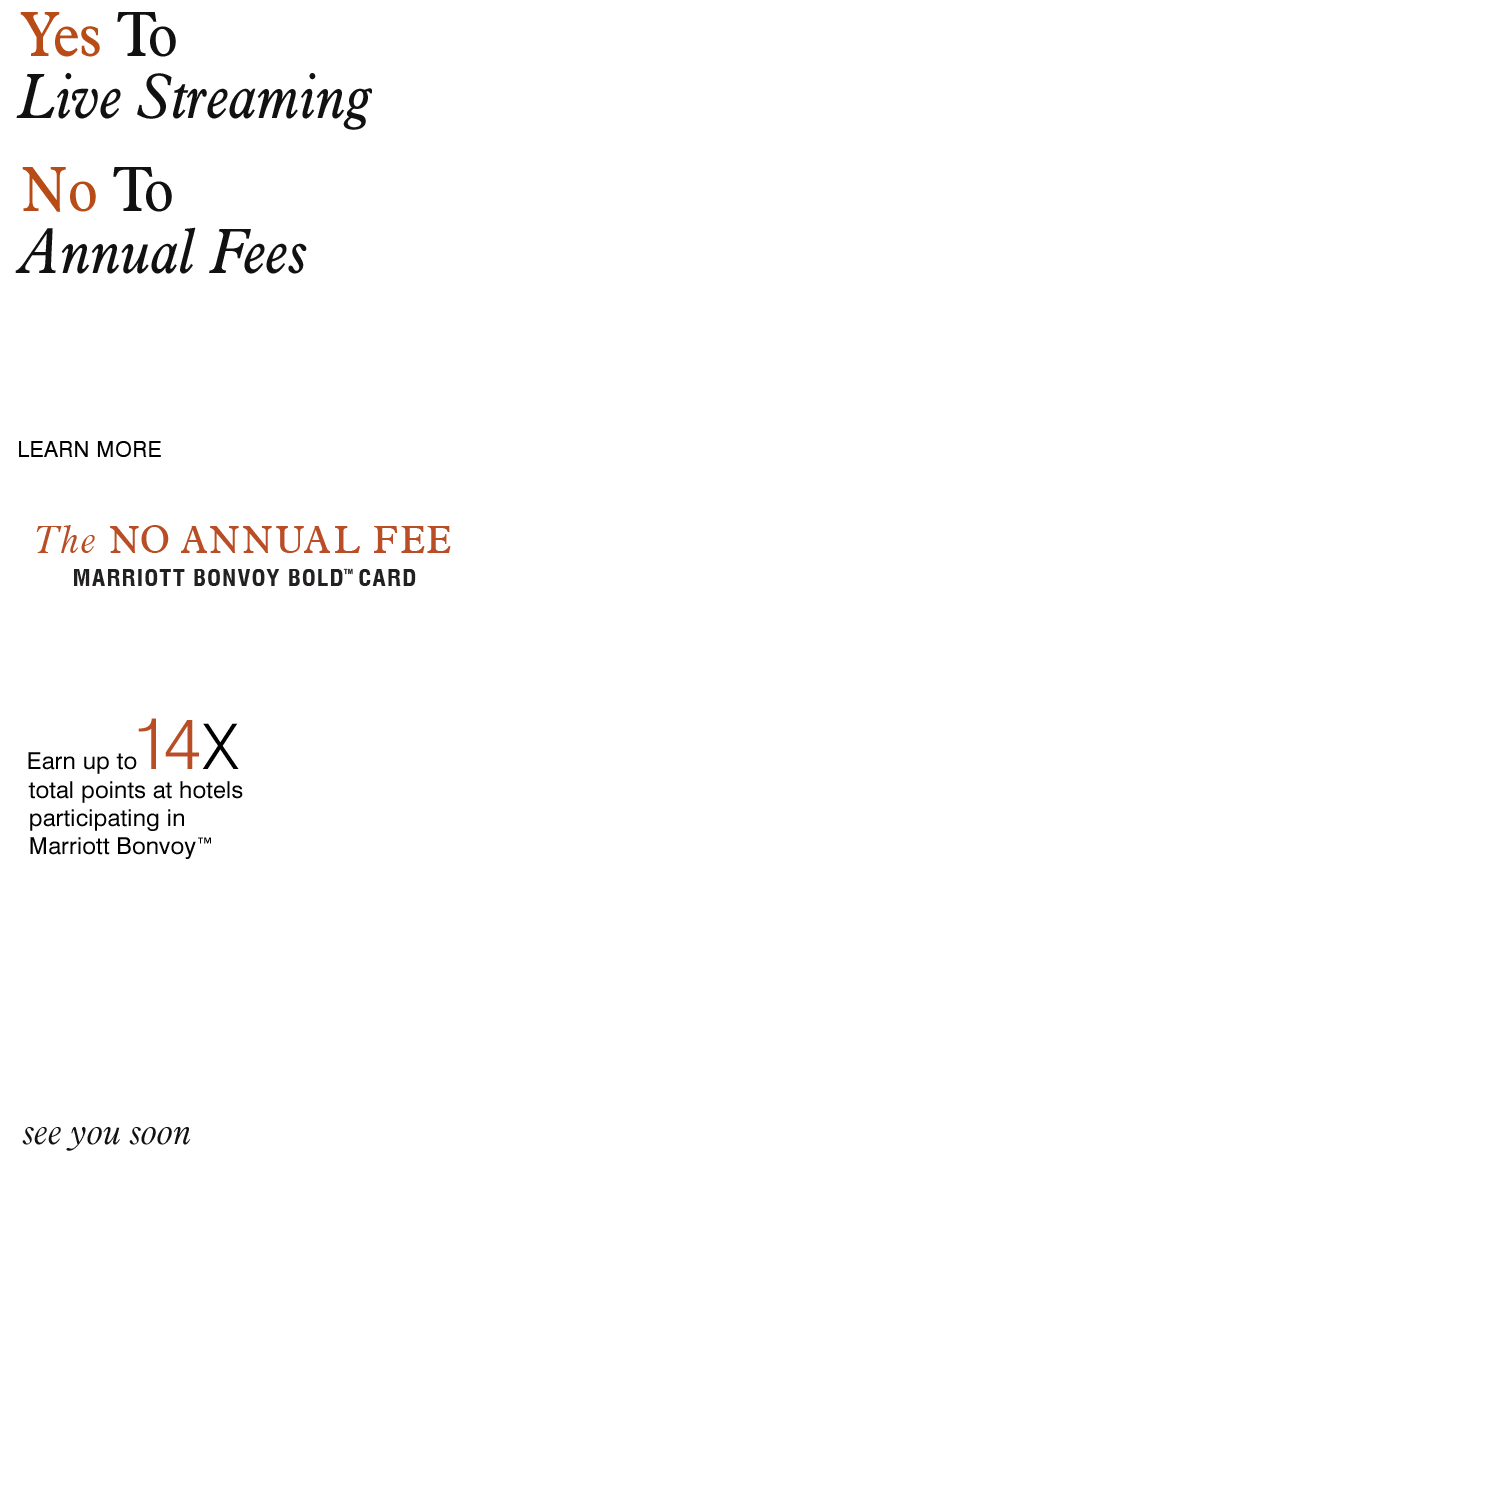 Yes To
Live Streaming
No To
Annual Fees
LEARN MORE
The NO ANNUAL FEE
MARRIOTT BONVOY BOLD™ CARD
Earn up to 14X
total points at hotels
participating in
Marriott Bonvoy™
see you soon